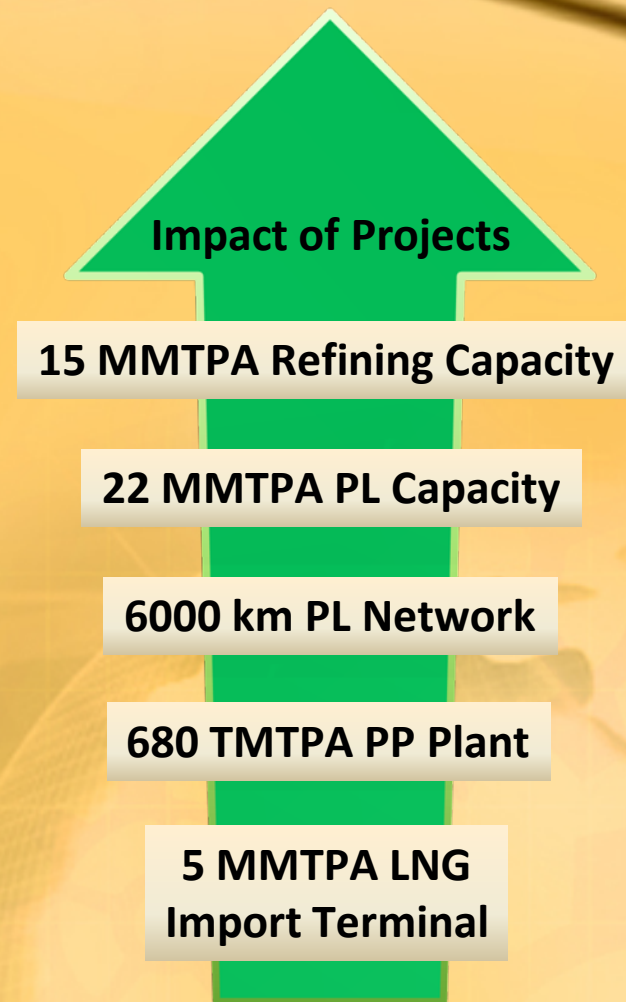 Impact of Projects
15 MMTPA Refining Capacity
22 MMTPA PL Capacity
6000 km PL Network
680 TMTPA PP Plant
5 MMTPA LNG
Import Terminal